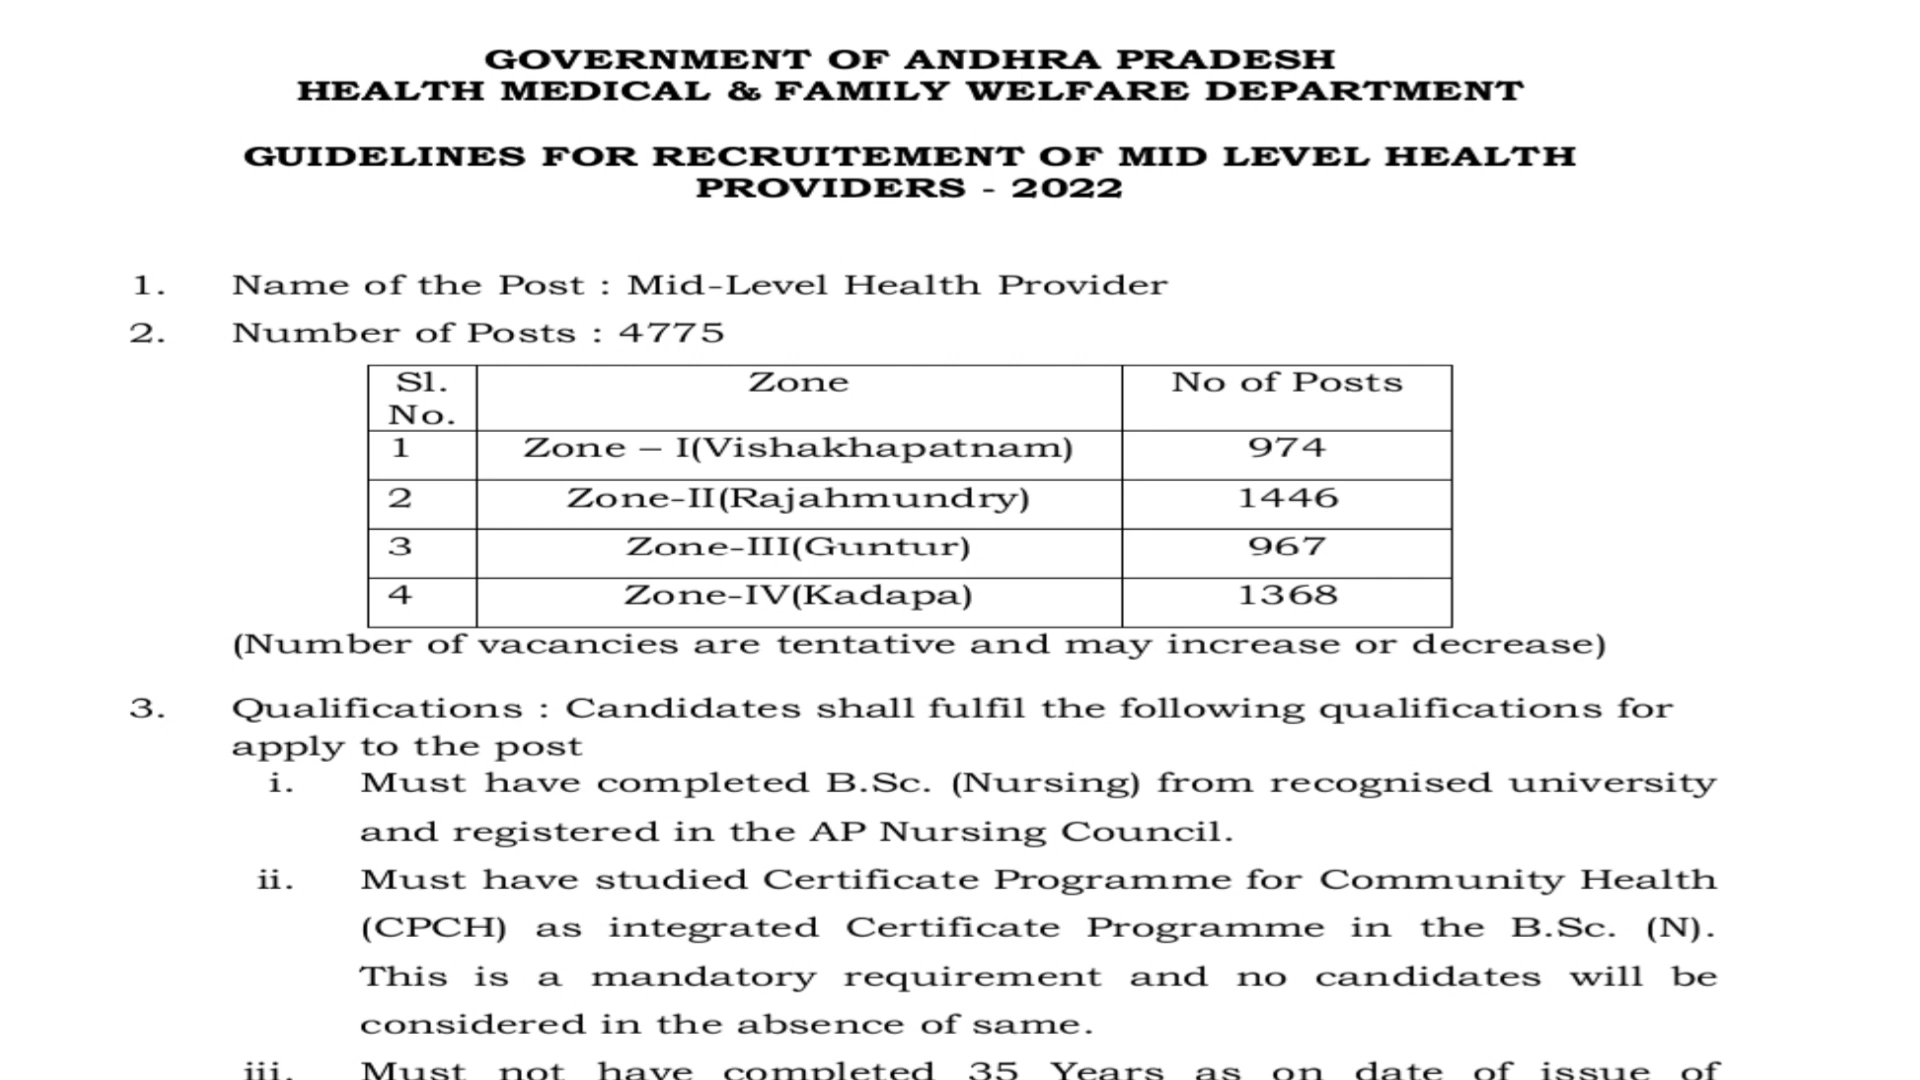 GOVERNMENT OF ANDHRA PRADESH
HEALTH MEDICAL & FAMILY WELFARE DEPARTMENT
GUIDELINES FOR RECRUITEMENT OF MID LEVEL HEALTH
PROVIDERS - 2022
1. Name of the Post : Mid-Level Health Provider
2. Number of Posts : 4775
Sl. No. Zone No of Posts
1 Zone – I(Vishakhapatnam) 974
2 Zone-II(Rajahmundry) 1446
3 Zone-III(Guntur) 967
4 Zone-IV(Kadapa) 1368
(Number of vacancies are tentative and may increase or decrease)
3. Qualifications : Candidates shall fulfil the following qualifications for
apply to the post
i. Must have completed B.Sc. (Nursing) from recognised university
and registered in the AP Nursing Council.
ii. Must have studied Certificate Programme for Community Health
(CPCH) as integrated Certificate Programme in the B.Sc. (N).
This is a mandatory requirement and no candidates will be
considered in the absence of same.
iii. Must not have completed 35 Years as on date of issue of